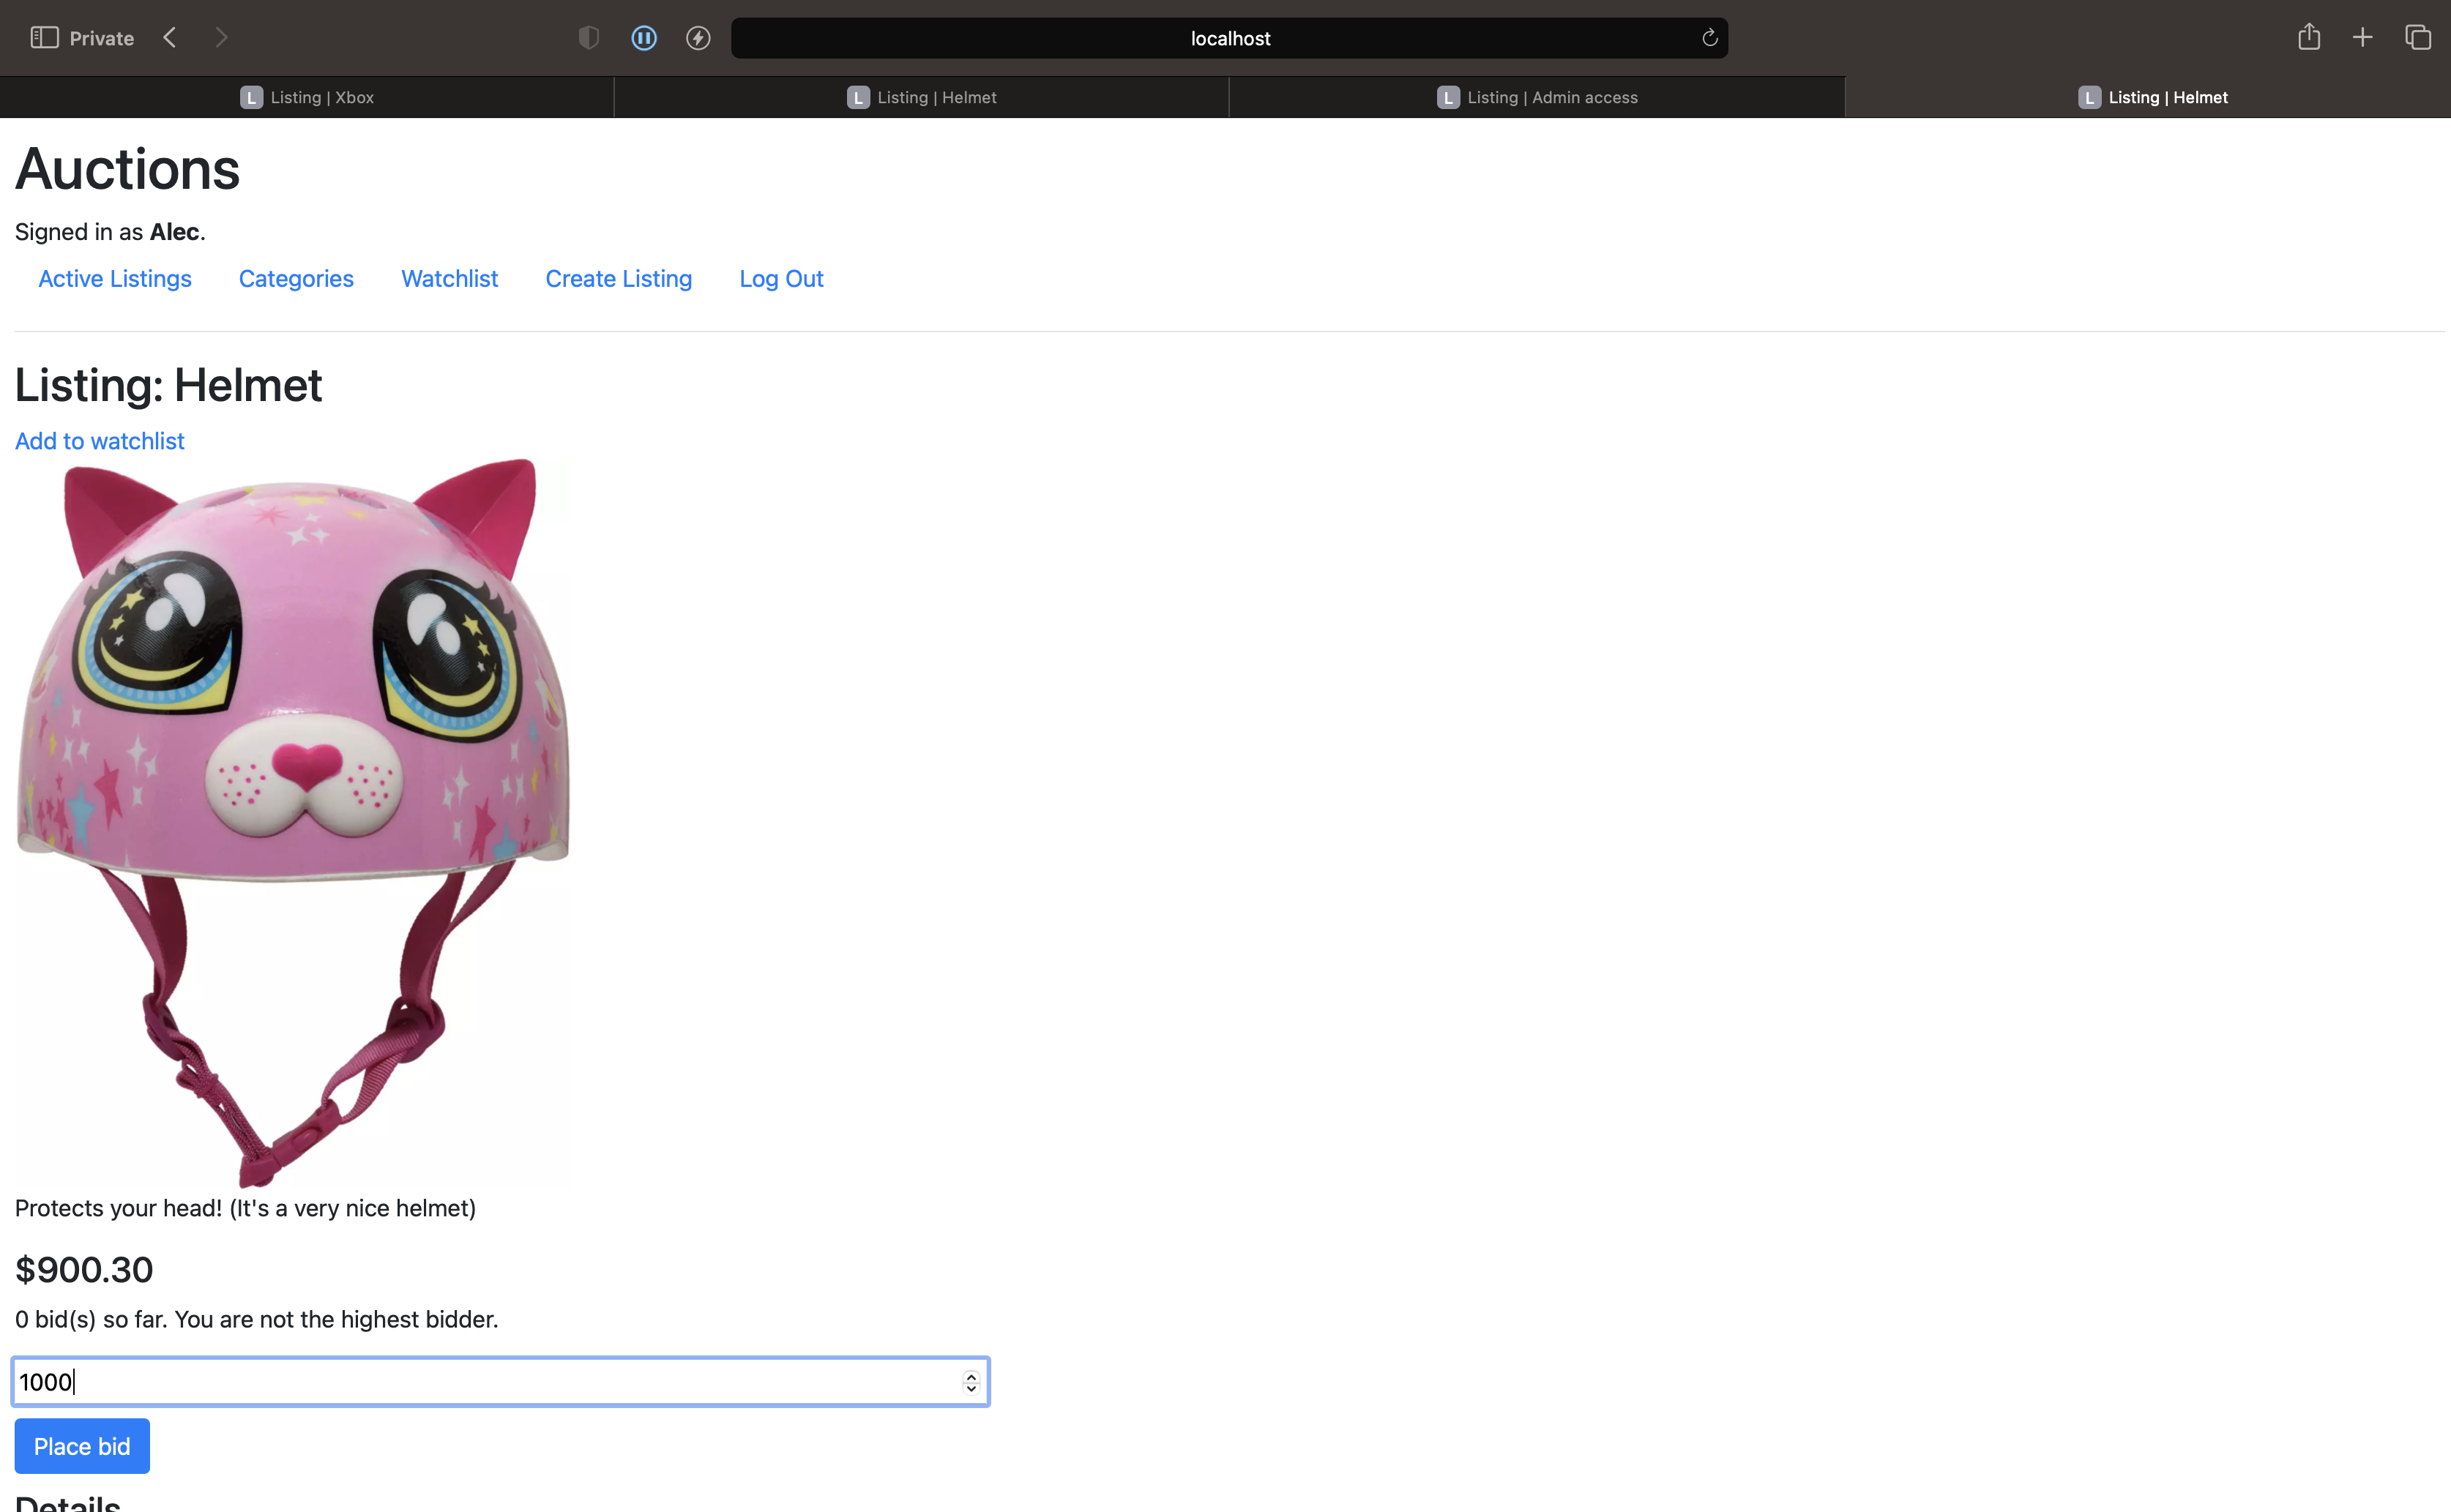 Private
localhost
L Listing | Xbox
L Listing | Helmet
L Listing | Admin access
L Listing | Helmet
Auctions
Signed in as Alec.
Active Listings Categories Watchlist Create Listing Log Out
Listing: Helmet
Add to watchlist
Protects your head! (It's a very nice helmet)
$900.30
0 bid(s) so far. You are not the highest bidder.
1000
Place bid
Details